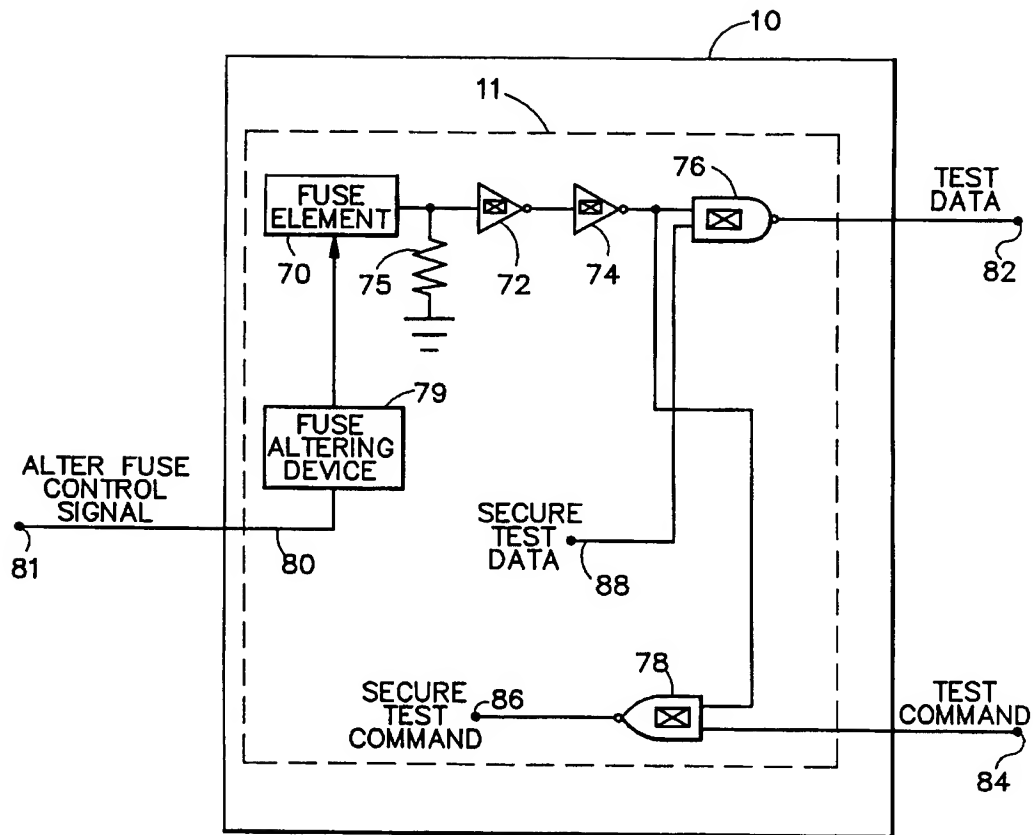 10
11
FUSE
ELEMENT
70
75
72
74
76
TEST
DATA
82
79
FUSE
ALTERING
DEVICE
ALTER FUSE
CONTROL
SIGNAL
81
80
SECURE
TEST
DATA
88
78
SECURE
TEST
COMMAND
86
TEST
COMMAND
84